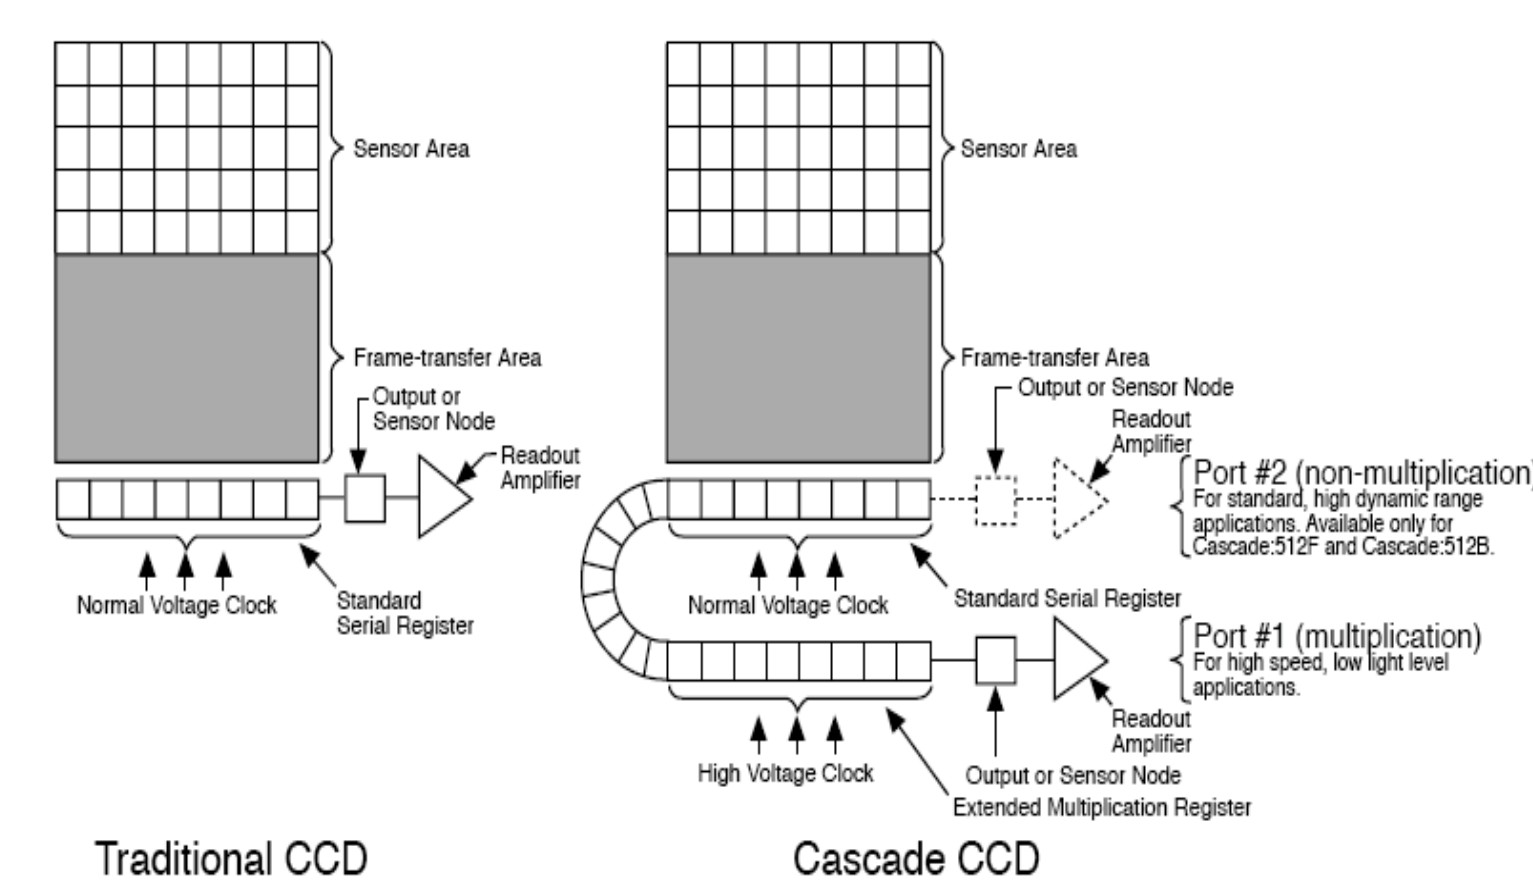 Sensor Area
Frame-transfer Area
Output or
Sensor Node
Readout
Amplifier
Normal Voltage Clock
Standard
Serial Register
Traditional CCD
Sensor Area
Frame-transfer Area
Output or Sensor Node
Readout
Amplifier
Port #2 (non-multiplication)
For standard, high dynamic range
applications. Available only for
Cascade:512F and Cascade:512B.
Normal Voltage Clock
Standard Serial Register
Port #1 (multiplication)
For high speed, low light level
applications.
Readout
Amplifier
High Voltage Clock
Output or Sensor Node
Extended Multiplication Register
Cascade CCD